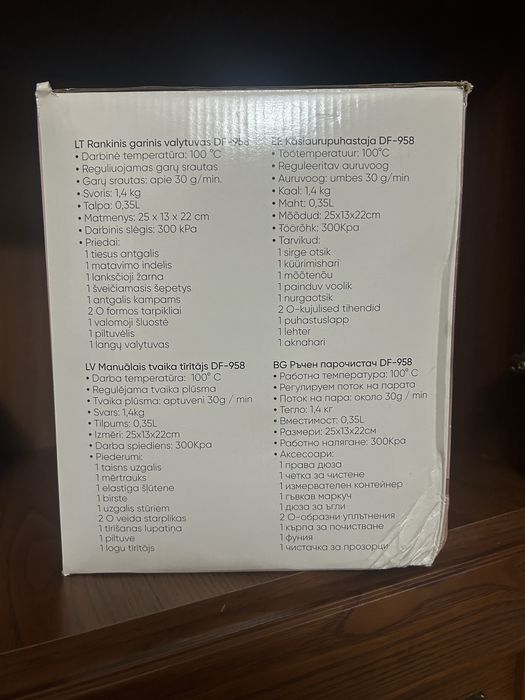 LT Rankinis garinis valytuvas DF-958
• Darbinė temperatūra: 100 °C
• Reguliuojamas garų srautas
• Garų srautas: apie 30 g/min.
• Svoris: 1,4 kg
• Talpa: 0,35L
• Matmenys: 25 x 13 x 22 cm
• Darbinis slėgis: 300 kPa
• Priedai:
1 tiesus antgalis
1 matavimo indelis
1 lanksčioji žarna
1 šveičiamasis šepetys
1 antgalis kampams
2 O formos tarpikliai
1 valomoji šluostė
1 piltuvėlis
1 langų valytuvas
EE Käsiaurupuhastaja DF-958
• Töötemperatuur: 100°C
• Reguleeritav auruvoog
• Auruvoog: umbes 30 g/min
• Kaal: 1,4 kg
• Maht: 0,35L
• Mõõdud: 25x13x22cm
• Töörõhk: 300Kpa
• Tarvikud:
1 sirge otsik
1 küürimishari
1 mõõtenõu
1 painduv voolik
1 nurgaotsik
2 O-kujulised tihendid
1 puhastuslapp
1 lehter
1 aknahari
LV Manuālais tvaika tīrītājs DF-958
• Darba temperatūra: 100° C
• Regulējama tvaika plūsma
• Tvaika plūsma: aptuveni 30g / min
• Svars: 1,4kg
• Tilpums: 0,35L
• Izmēri: 25x13x22cm
• Darba spiediens: 300Kpa
• Piederumi:
1 taisns uzgalis
1 mērtrauks
1 elastīga šļūtene
1 birste
1 uzgalis stūriem
2 O veida starplikas
1 tīrīšanas lupatiņa
1 piltuve
1 logu tīrītājs
BG Ръчен парочистач DF-958
• Работна температура: 100° C
• Регулируем поток на парата
• Поток на пара: около 30g / min
• Тегло: 1,4 кг
• Вместимост: 0,35L
• Размери: 25x13x22см
• Работно налягане: 300Kpa
• Аксесоари:
1 права дюза
1 четка за чистене
1 измервателен контейнер
1 гъвкав маркуч
1 дюза за ъгли
2 О-образни уплътнения
1 кърпа за почистване
1 фуния
1 чистачка за прозорци